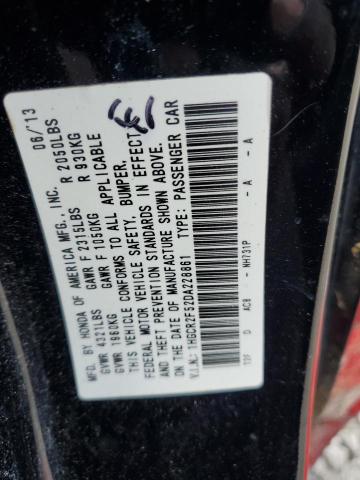 MFD. BY HONDA OF AMERICA MFG., INC. 06/13
GVWR 4321LBS GAWR F 2315LBS R 2050LBS
GVWR 1960KG GAWR F 1050KG R 930KG
THIS VEHICLE CONFORMS TO ALL APPLICABLE
FEDERAL MOTOR VEHICLE SAFETY, BUMPER,
AND THEFT PREVENTION STANDARDS IN EFFECT
ON THE DATE OF MANUFACTURE SHOWN ABOVE.
V.I.N: 1HGCR2F52DA228861 TYPE: PASSENGER CAR
12F D AC8 - NH731P - A - A